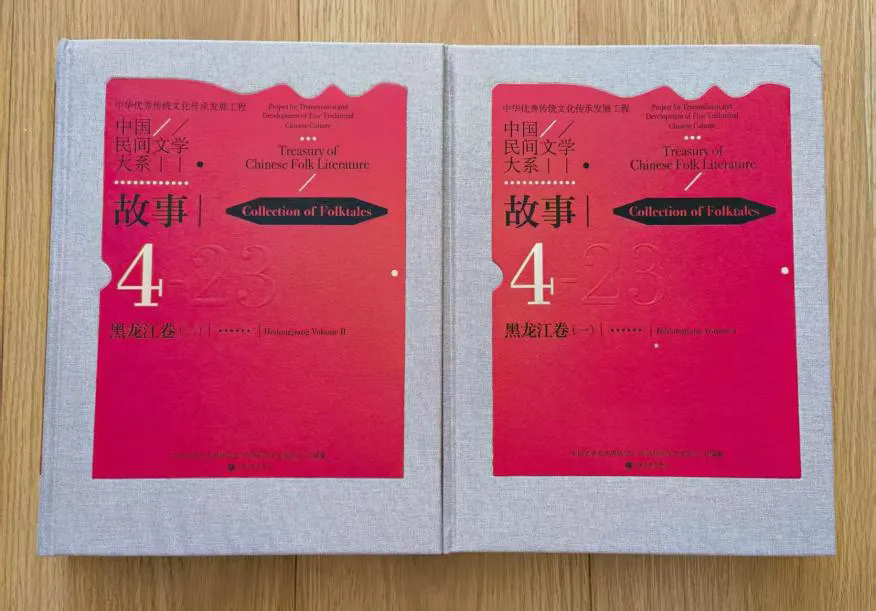 中华优秀传统文化传承发展工程
Project for Transmission and
Development of Fine Traditional
Chinese Culture
中国
民间文学
大系
Treasury of
Chinese Folk Literature
故事
Collection of Folktales
4-23
黑龙江卷(二)
Heilongjiang Volume II
中华优秀传统文化传承发展工程
Project for Transmission and
Development of Fine Traditional
Chinese Culture
中国
民间文学
大系
Treasury of
Chinese Folk Literature
故事
Collection of Folktales
4-23
黑龙江卷(一)
Heilongjiang Volume I